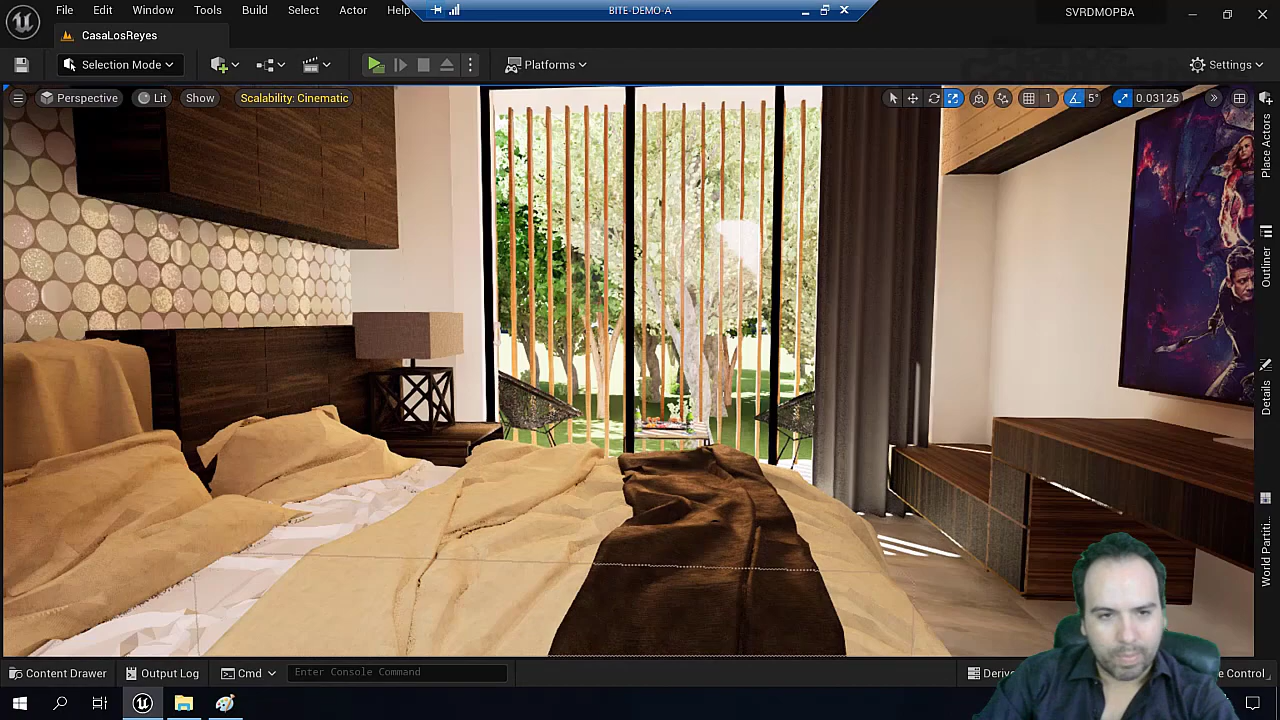 File Edit Window Tools Build Select Actor Help
BITE-DEMO-A
SVRDMOPBA
CasaLosReyes
Selection Mode
Platforms
Settings
Perspective
Lit
Show
Scalability: Cinematic
1
5°
0.03125
Place Actors
Outliner
Details
World Partiti..
Content Drawer
Output Log
Cmd
Enter Console Command